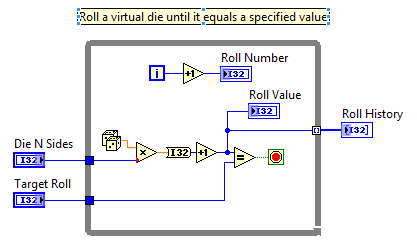 Roll a virtual die until it equals a specified value
Roll Number
i
+1
I32
Roll Value
I32
Roll History
I32
Die N Sides
I32
x
I32
+1
=
Target Roll
I32